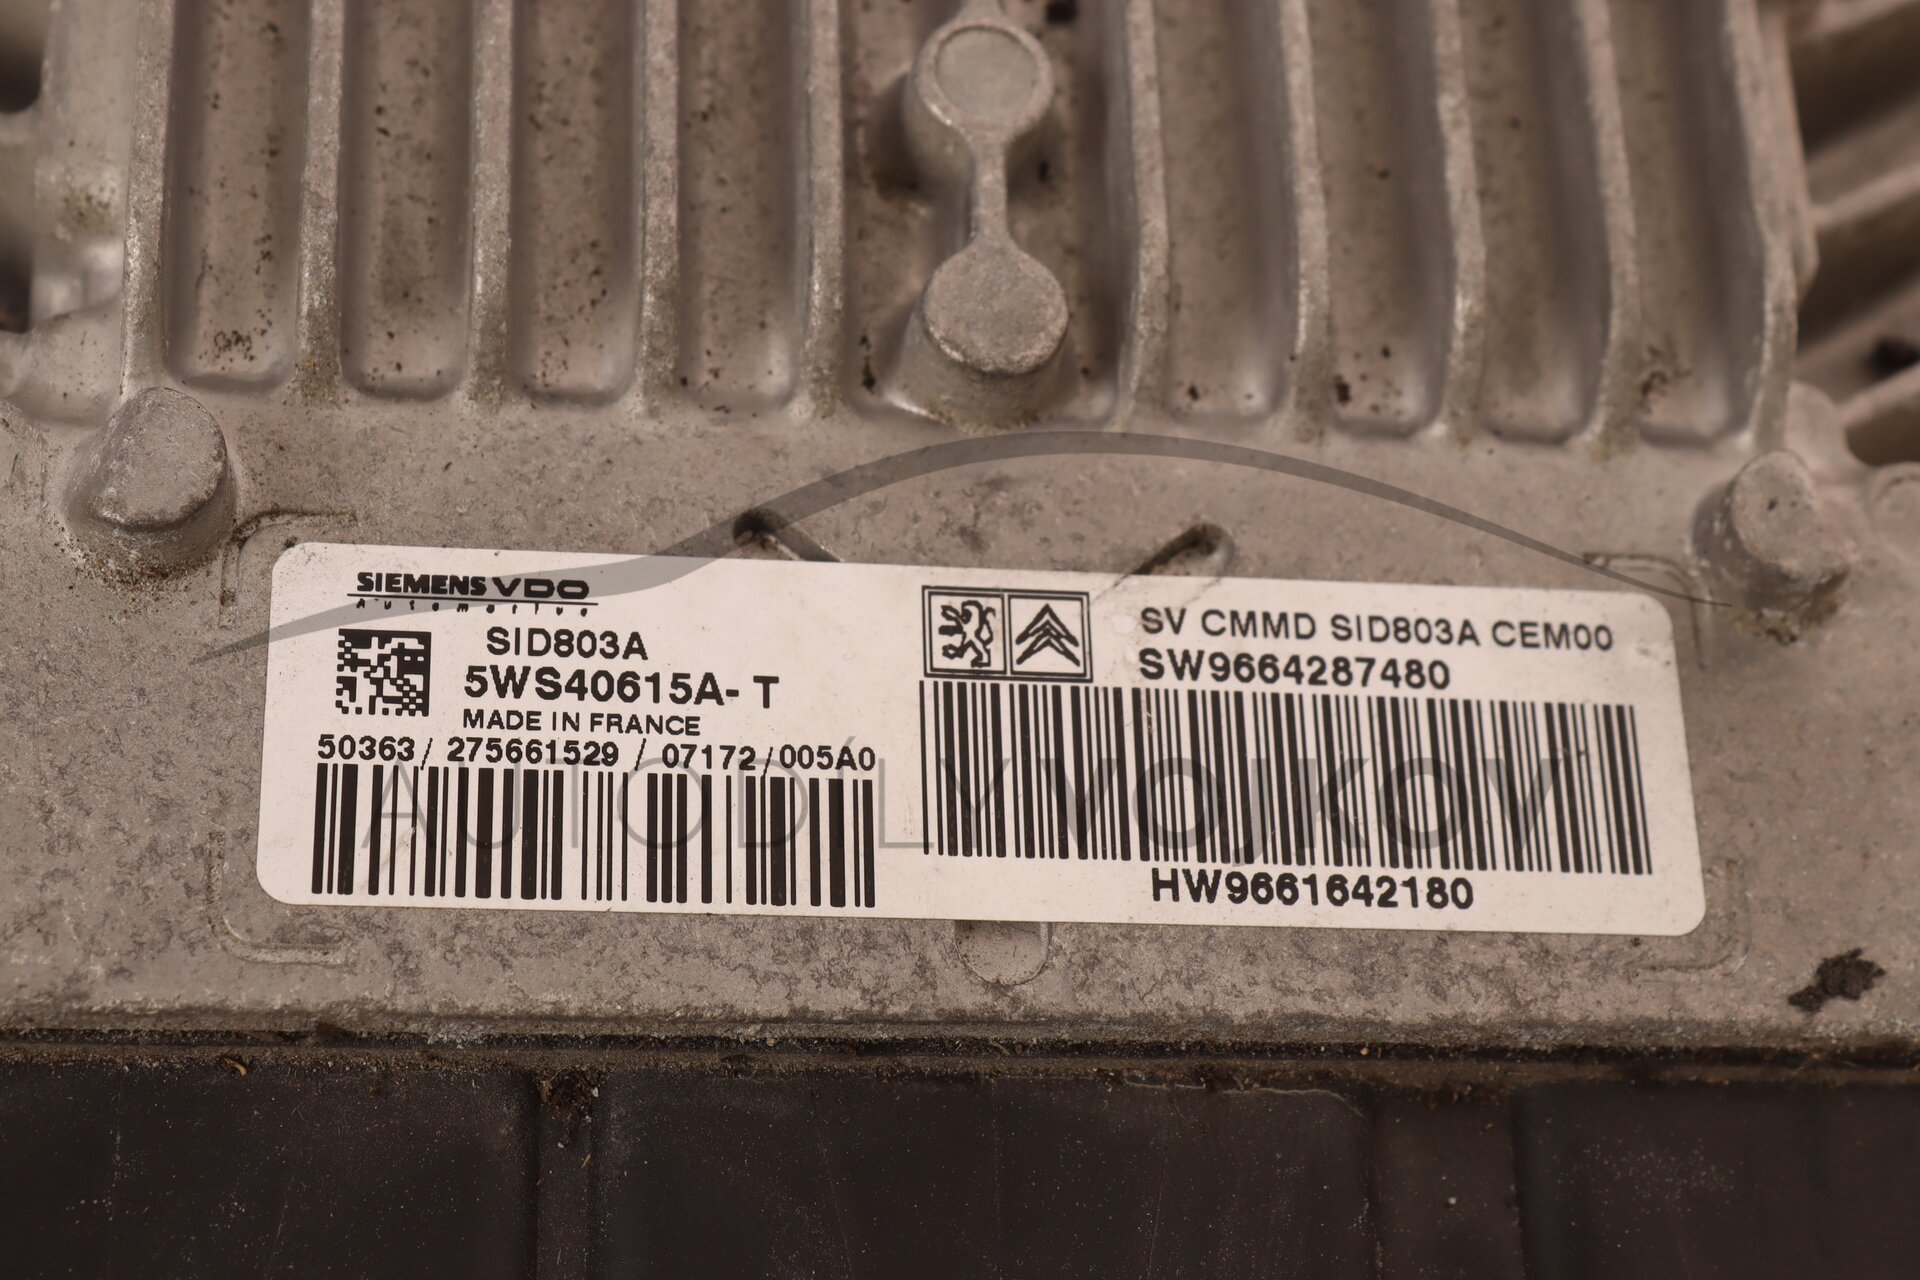 SIEMENS VDO
Automotive
SID803A
5WS40615A-T
MADE IN FRANCE
50363/275661529/07172/005A0
SV CMMD SID803A CEM00
SW9664287480
HW9661642180
AUTODÍLY VOJKOV